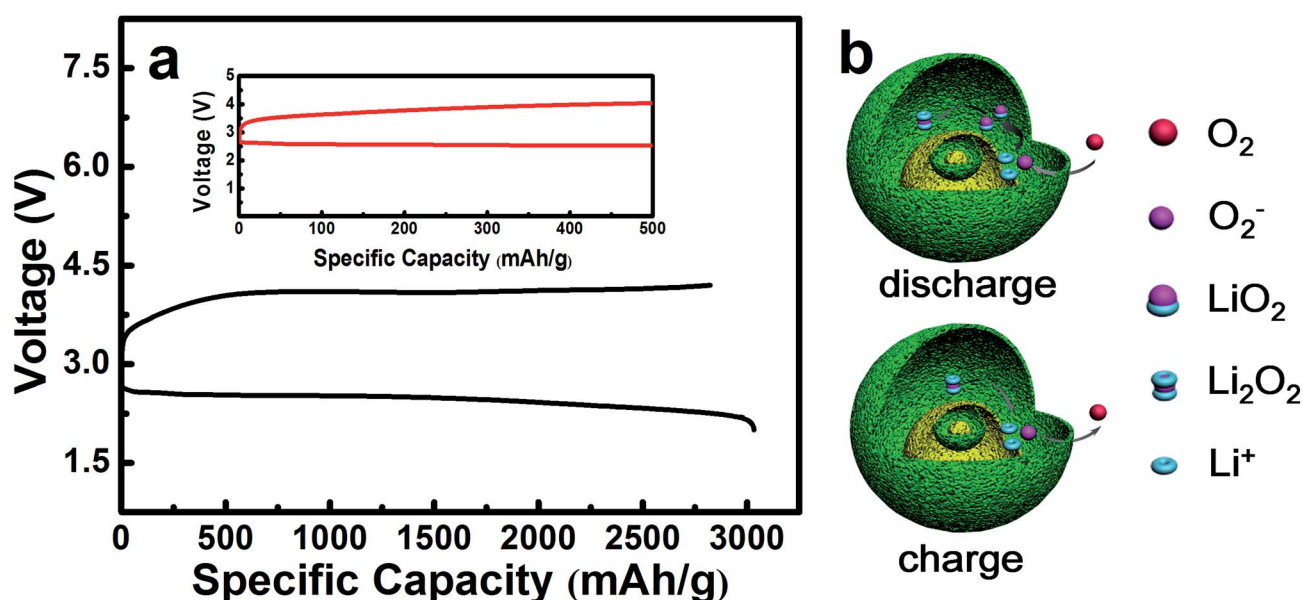 a
7.5
6.0
4.5
3.0
1.5
Voltage (V)
0 500 1000 1500 2000 2500 3000
Specific Capacity (mAh/g)
5
4
3
2
1
Voltage (V)
0 100 200 300 400 500
Specific Capacity (mAh/g)
b
discharge
charge
O₂
O₂⁻
LiO₂
Li₂O₂
Li⁺